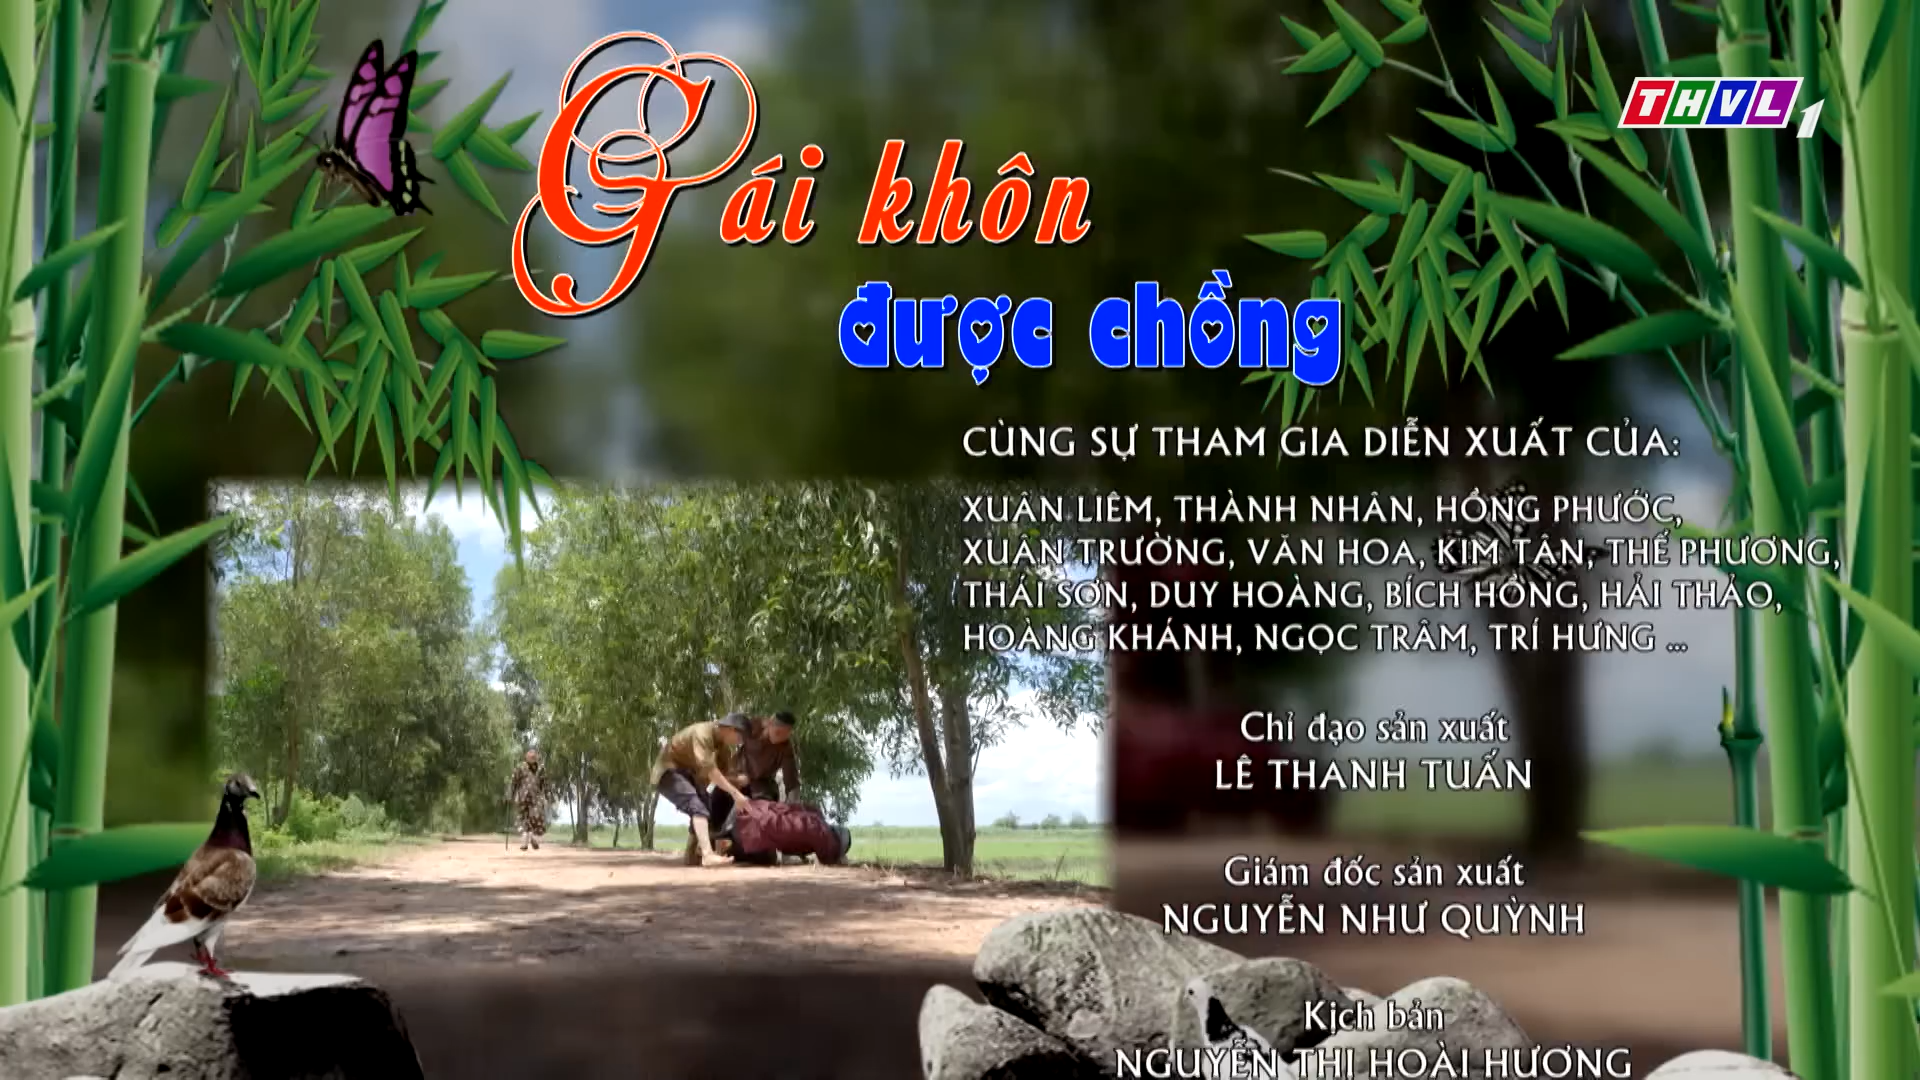 THVL1
Gái khôn
được chồng
CÙNG SỰ THAM GIA DIỄN XUẤT CỦA:
XUÂN LIÊM, THÀNH NHÂN, HỒNG PHƯỚC,
XUÂN TRƯỜNG, VĂN HOA, KIM TÂN, THẾ PHƯƠNG,
THÁI SƠN, DUY HOÀNG, BÍCH HỒNG, HẢI THẢO,
HOÀNG KHÁNH, NGỌC TRÂM, TRÍ HƯNG ...
Chỉ đạo sản xuất
LÊ THANH TUẤN
Giám đốc sản xuất
NGUYỄN NHƯ QUỲNH
Kịch bản
NGUYỄN THỊ HOÀI HƯƠNG